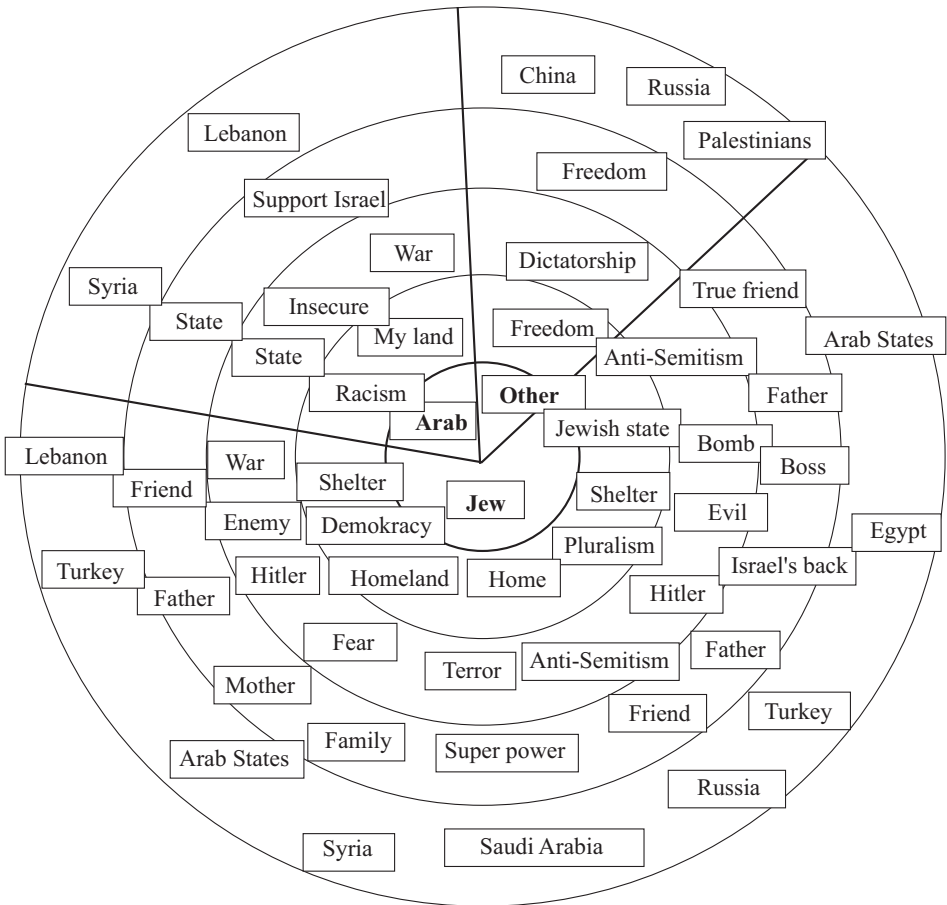 China
Russia
Lebanon
Palestinians
Freedom
Support Israel
War
Dictatorship
Syria
True friend
Insecure
State
Freedom
My land
Arab States
State
Anti-Semitism
Racism
Other
Father
Arab
Jewish state
Bomb
Lebanon
War
Boss
Shelter
Friend
Jew
Shelter
Evil
Enemy
Demokracy
Egypt
Pluralism
Turkey
Hitler
Homeland
Home
Israel's back
Father
Hitler
Fear
Father
Terror
Anti-Semitism
Mother
Friend
Turkey
Family
Super power
Arab States
Russia
Syria
Saudi Arabia